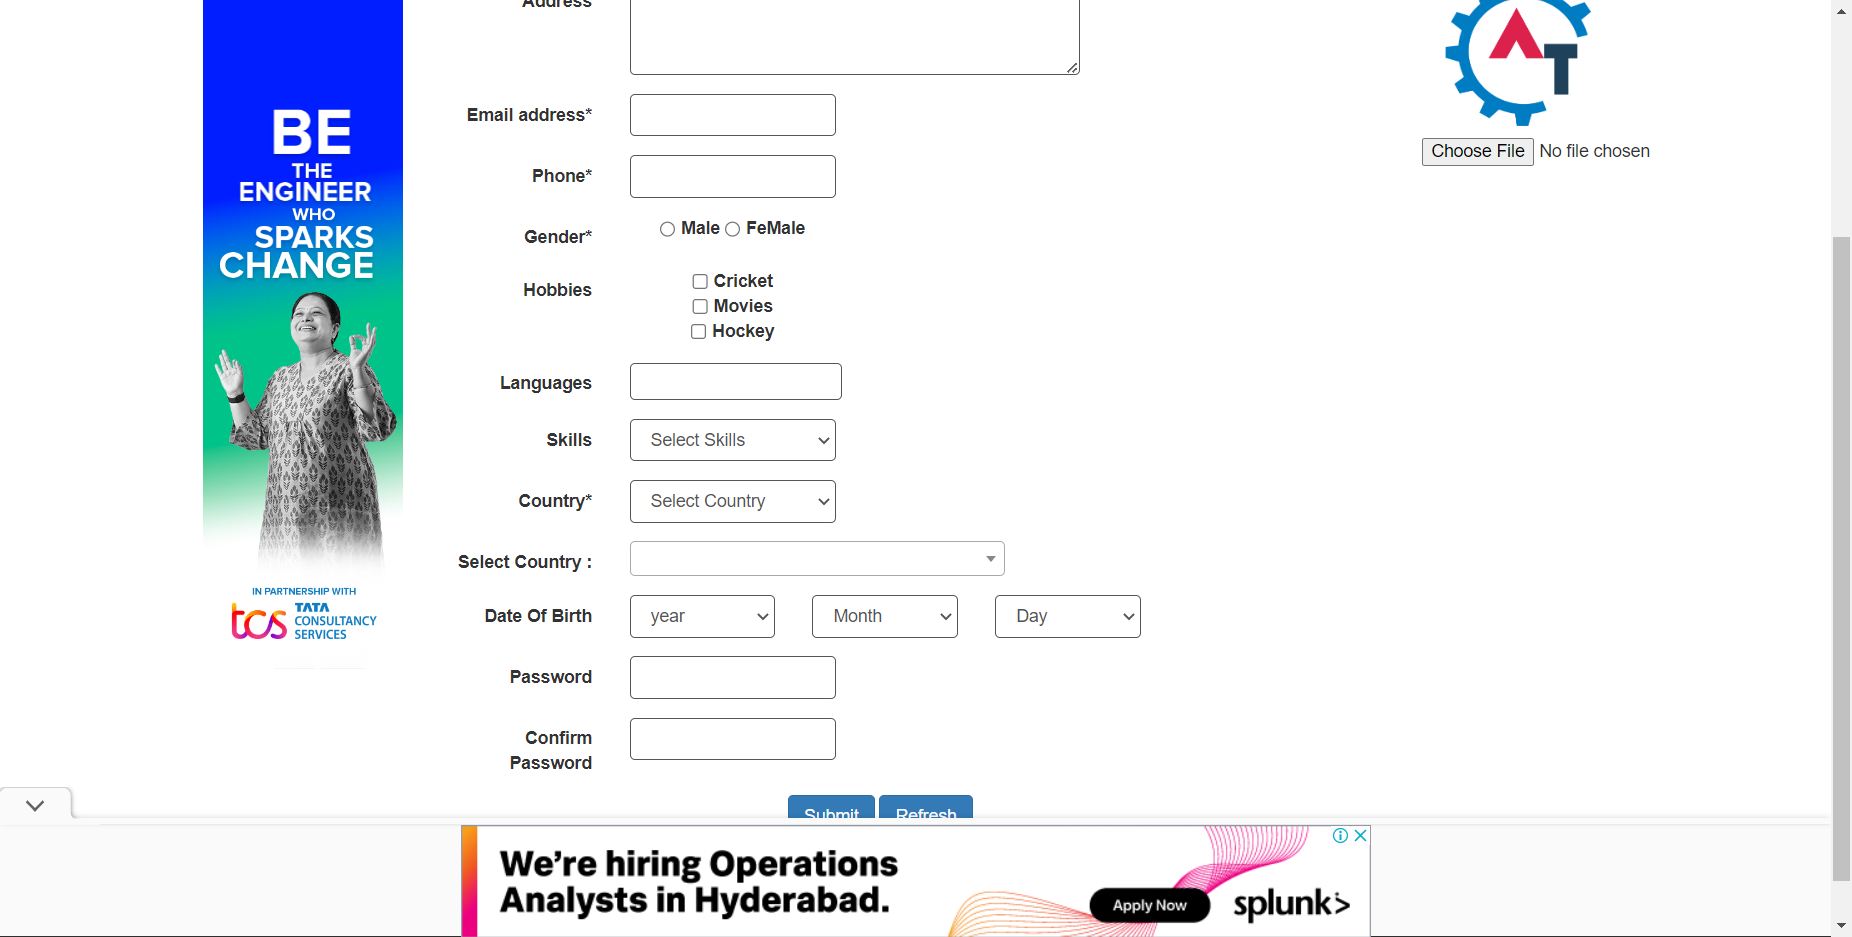 Address
Email address*
Phone*
Gender*
Male
FeMale
Hobbies
Cricket
Movies
Hockey
Languages
Skills
Select Skills
Country*
Select Country
Select Country :
Date Of Birth
year
Month
Day
Password
Confirm
Password
Submit
Refresh
AT
Choose File
No file chosen
BE
THE
ENGINEER
WHO
SPARKS
CHANGE
IN PARTNERSHIP WITH
tcs
TATA
CONSULTANCY
SERVICES
We're hiring Operations
Analysts in Hyderabad.
Apply Now
splunk>